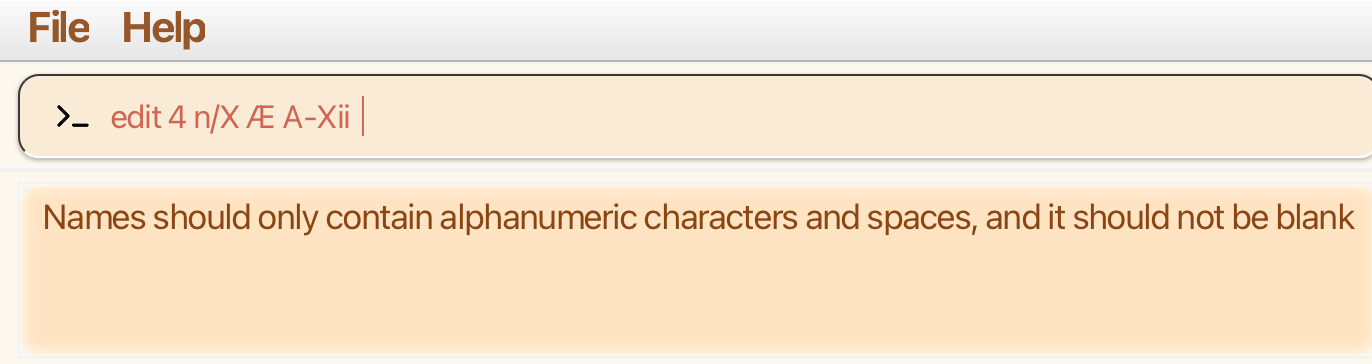 File Help
edit 4 n/X Æ A-Xii
Names should only contain alphanumeric characters and spaces, and it should not be blank